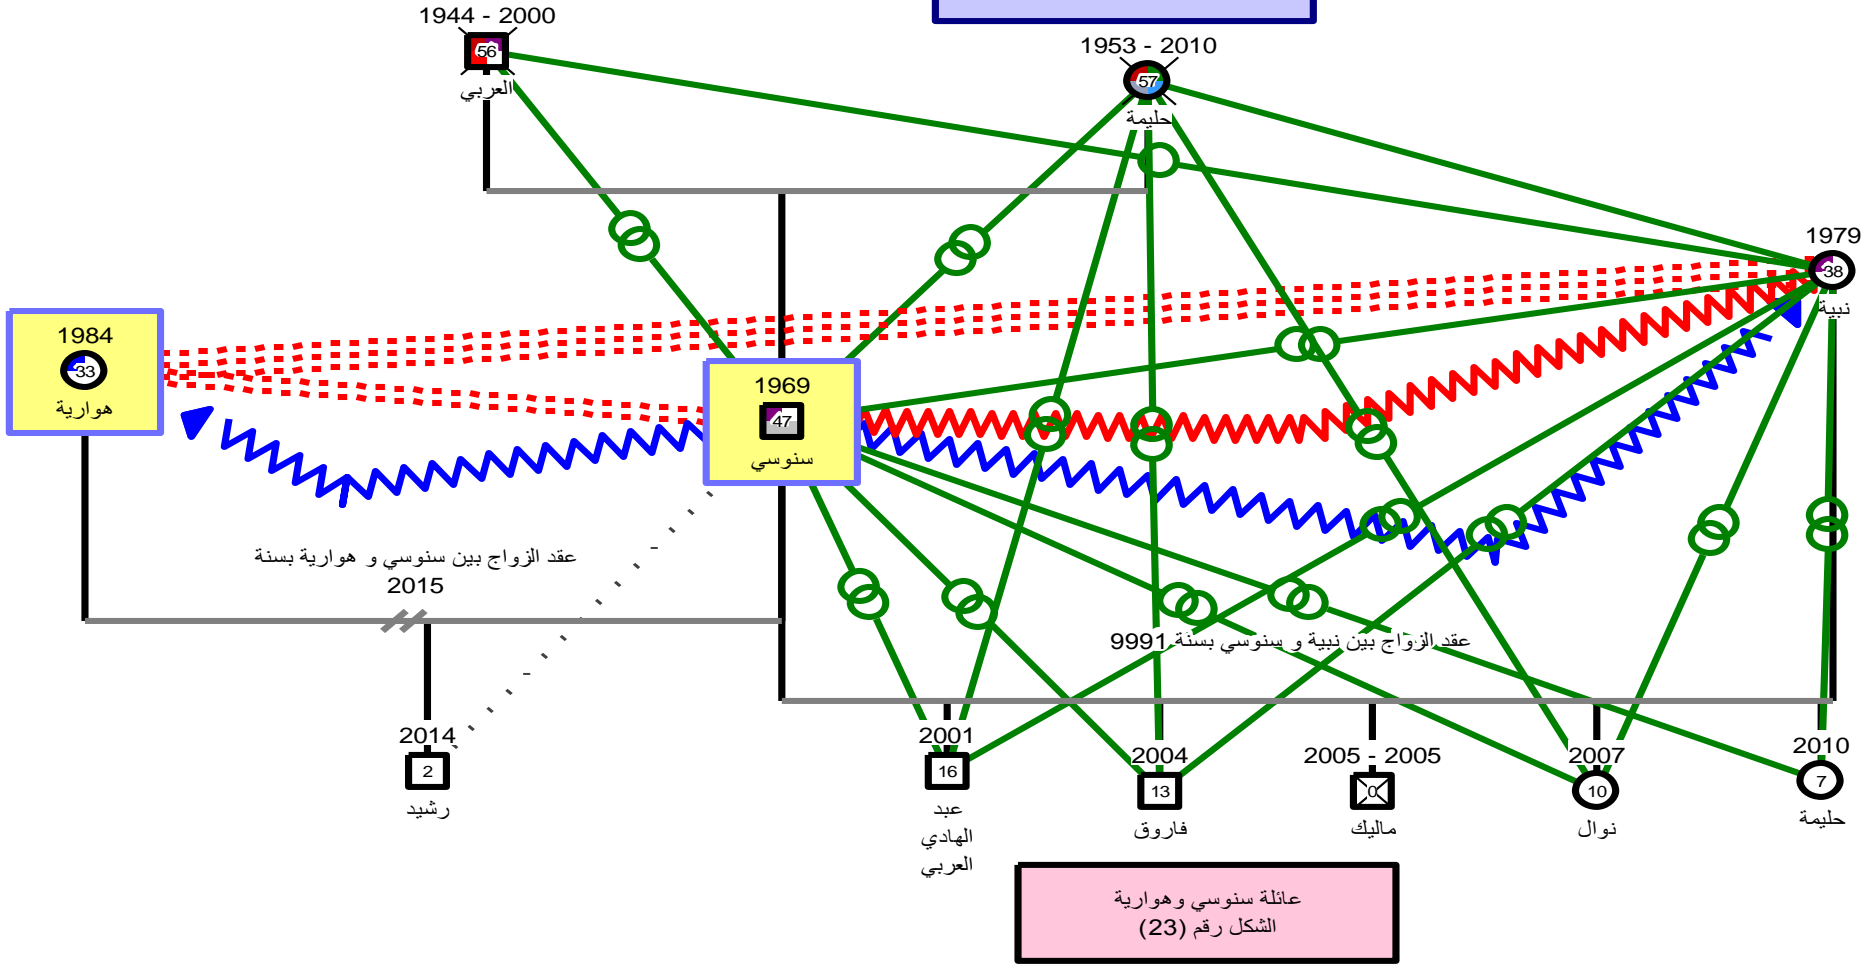 1944 - 2000
56
العربي
1953 - 2010
57
حليمة
1979
38
نبية
1984
33
هوارية
1969
47
سنوسي
عقد الزواج بين سنوسي و هوارية بسنة
2015
عقد الزواج بين نبية و سنوسي بسنة 9991
2014
2
رشيد
2001
16
عبد
الهادي
العربي
2004
13
فاروق
2005 - 2005
0
ماليك
2007
10
نوال
2010
7
حليمة
عائلة سنوسي وهوارية
الشكل رقم (23)